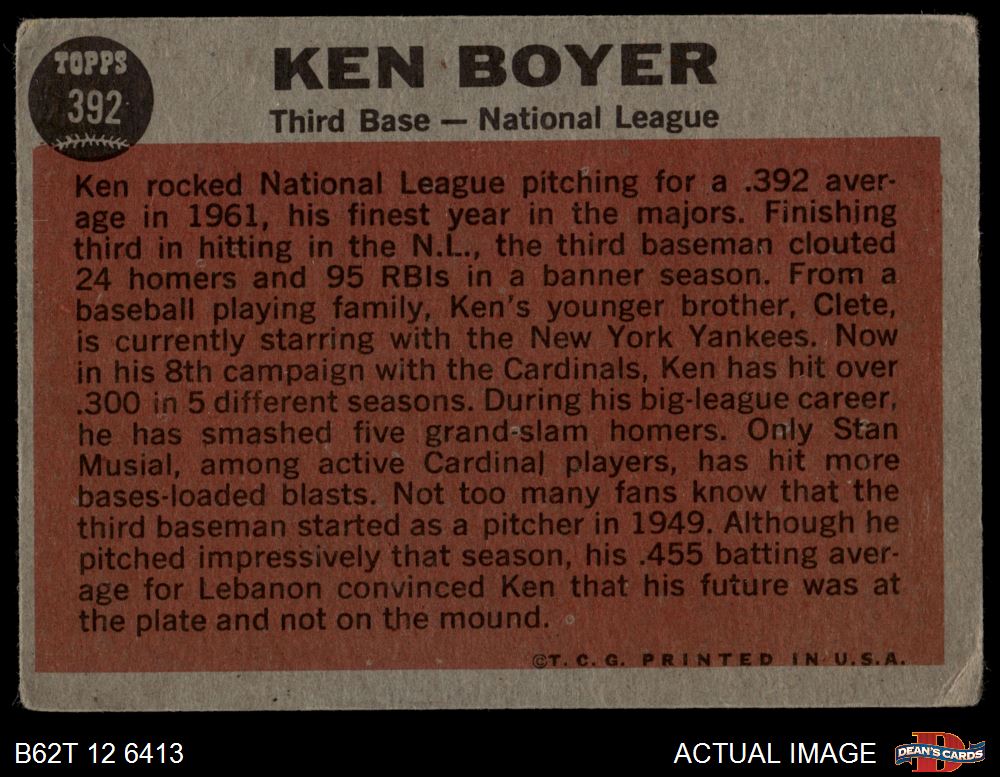 TOPPS
392
KEN BOYER
Third Base — National League
Ken rocked National League pitching for a .392 aver-
age in 1961, his finest year in the majors. Finishing
third in hitting in the N.L., the third baseman clouted
24 homers and 95 RBIs in a banner season. From a
baseball playing family, Ken's younger brother, Clete,
is currently starring with the New York Yankees. Now
in his 8th campaign with the Cardinals, Ken has hit over
.300 in 5 different seasons. During his big-league career,
he has smashed five grand-slam homers. Only Stan
Musial, among active Cardinal players, has hit more
bases-loaded blasts. Not too many fans know that the
third baseman started as a pitcher in 1949. Although he
pitched impressively that season, his .455 batting aver-
age for Lebanon convinced Ken that his future was at
the plate and not on the mound.
©T. C. G. PRINTED IN U.S.A.
B62T 12 6413
ACTUAL IMAGE
D
DEAN'S CARDS